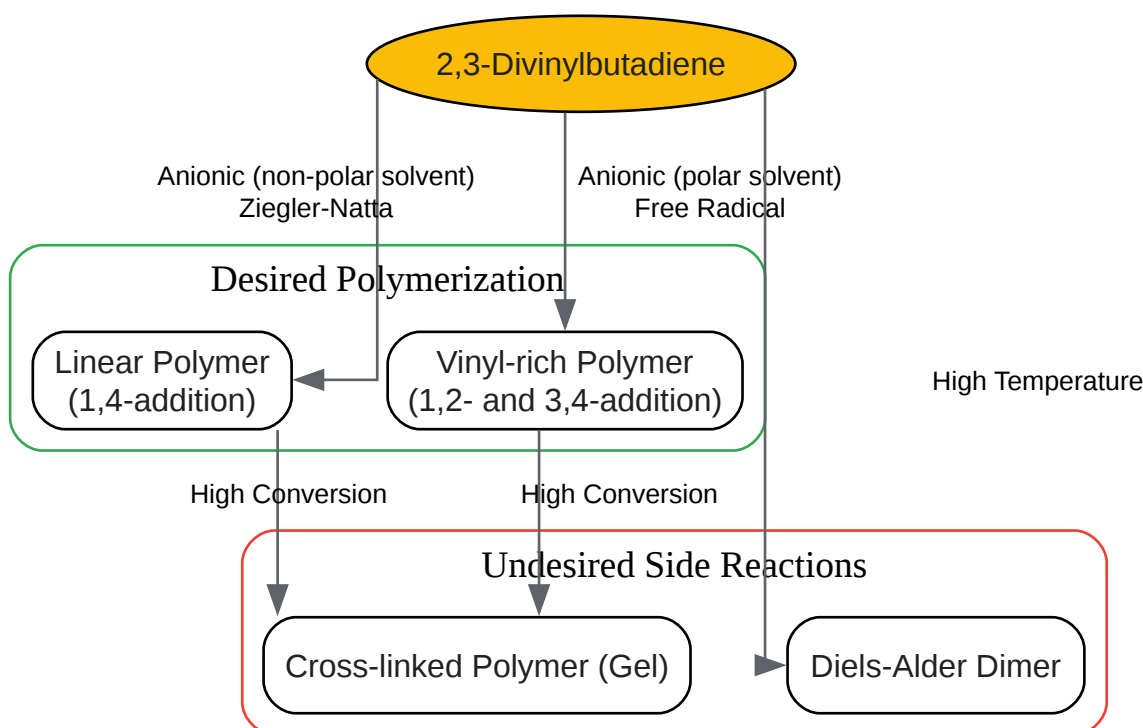 2,3-Divinylbutadiene
Anionic (non-polar solvent)
Ziegler-Natta
Anionic (polar solvent)
Free Radical
Desired Polymerization
Linear Polymer
(1,4-addition)
Vinyl-rich Polymer
(1,2- and 3,4-addition)
High Temperature
High Conversion
High Conversion
Undesired Side Reactions
Cross-linked Polymer (Gel)
Diels-Alder Dimer